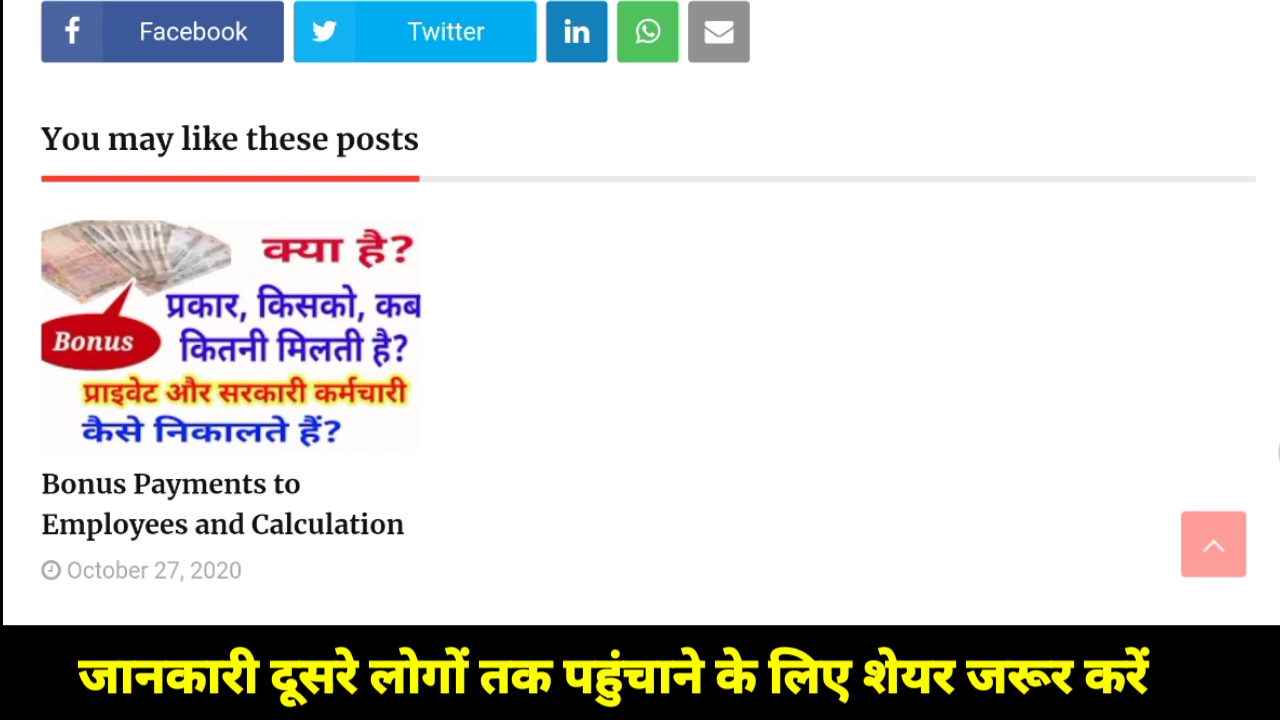 Facebook
Twitter
You may like these posts
क्या है?
प्रकार, किसको, कब
Bonus
कितनी मिलती है?
प्राइवेट और सरकारी कर्मचारी
कैसे निकालते हैं?
Bonus Payments to
Employees and Calculation
October 27, 2020
जानकारी दूसरे लोगों तक पहुंचाने के लिए शेयर जरूर करें